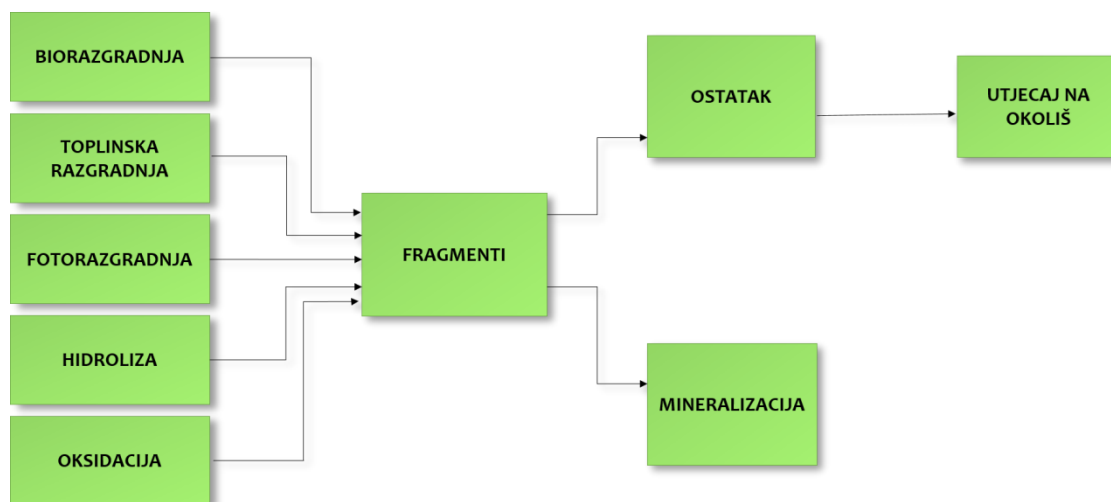 BIORAZGRADNJA
TOPLINSKA
RAZGRADNJA
FOTORAZGRADNJA
HIDROLIZA
OKSIDACIJA
FRAGMENTI
OSTATAK
MINERALIZACIJA
UTJECAJ NA
OKOLIŠ